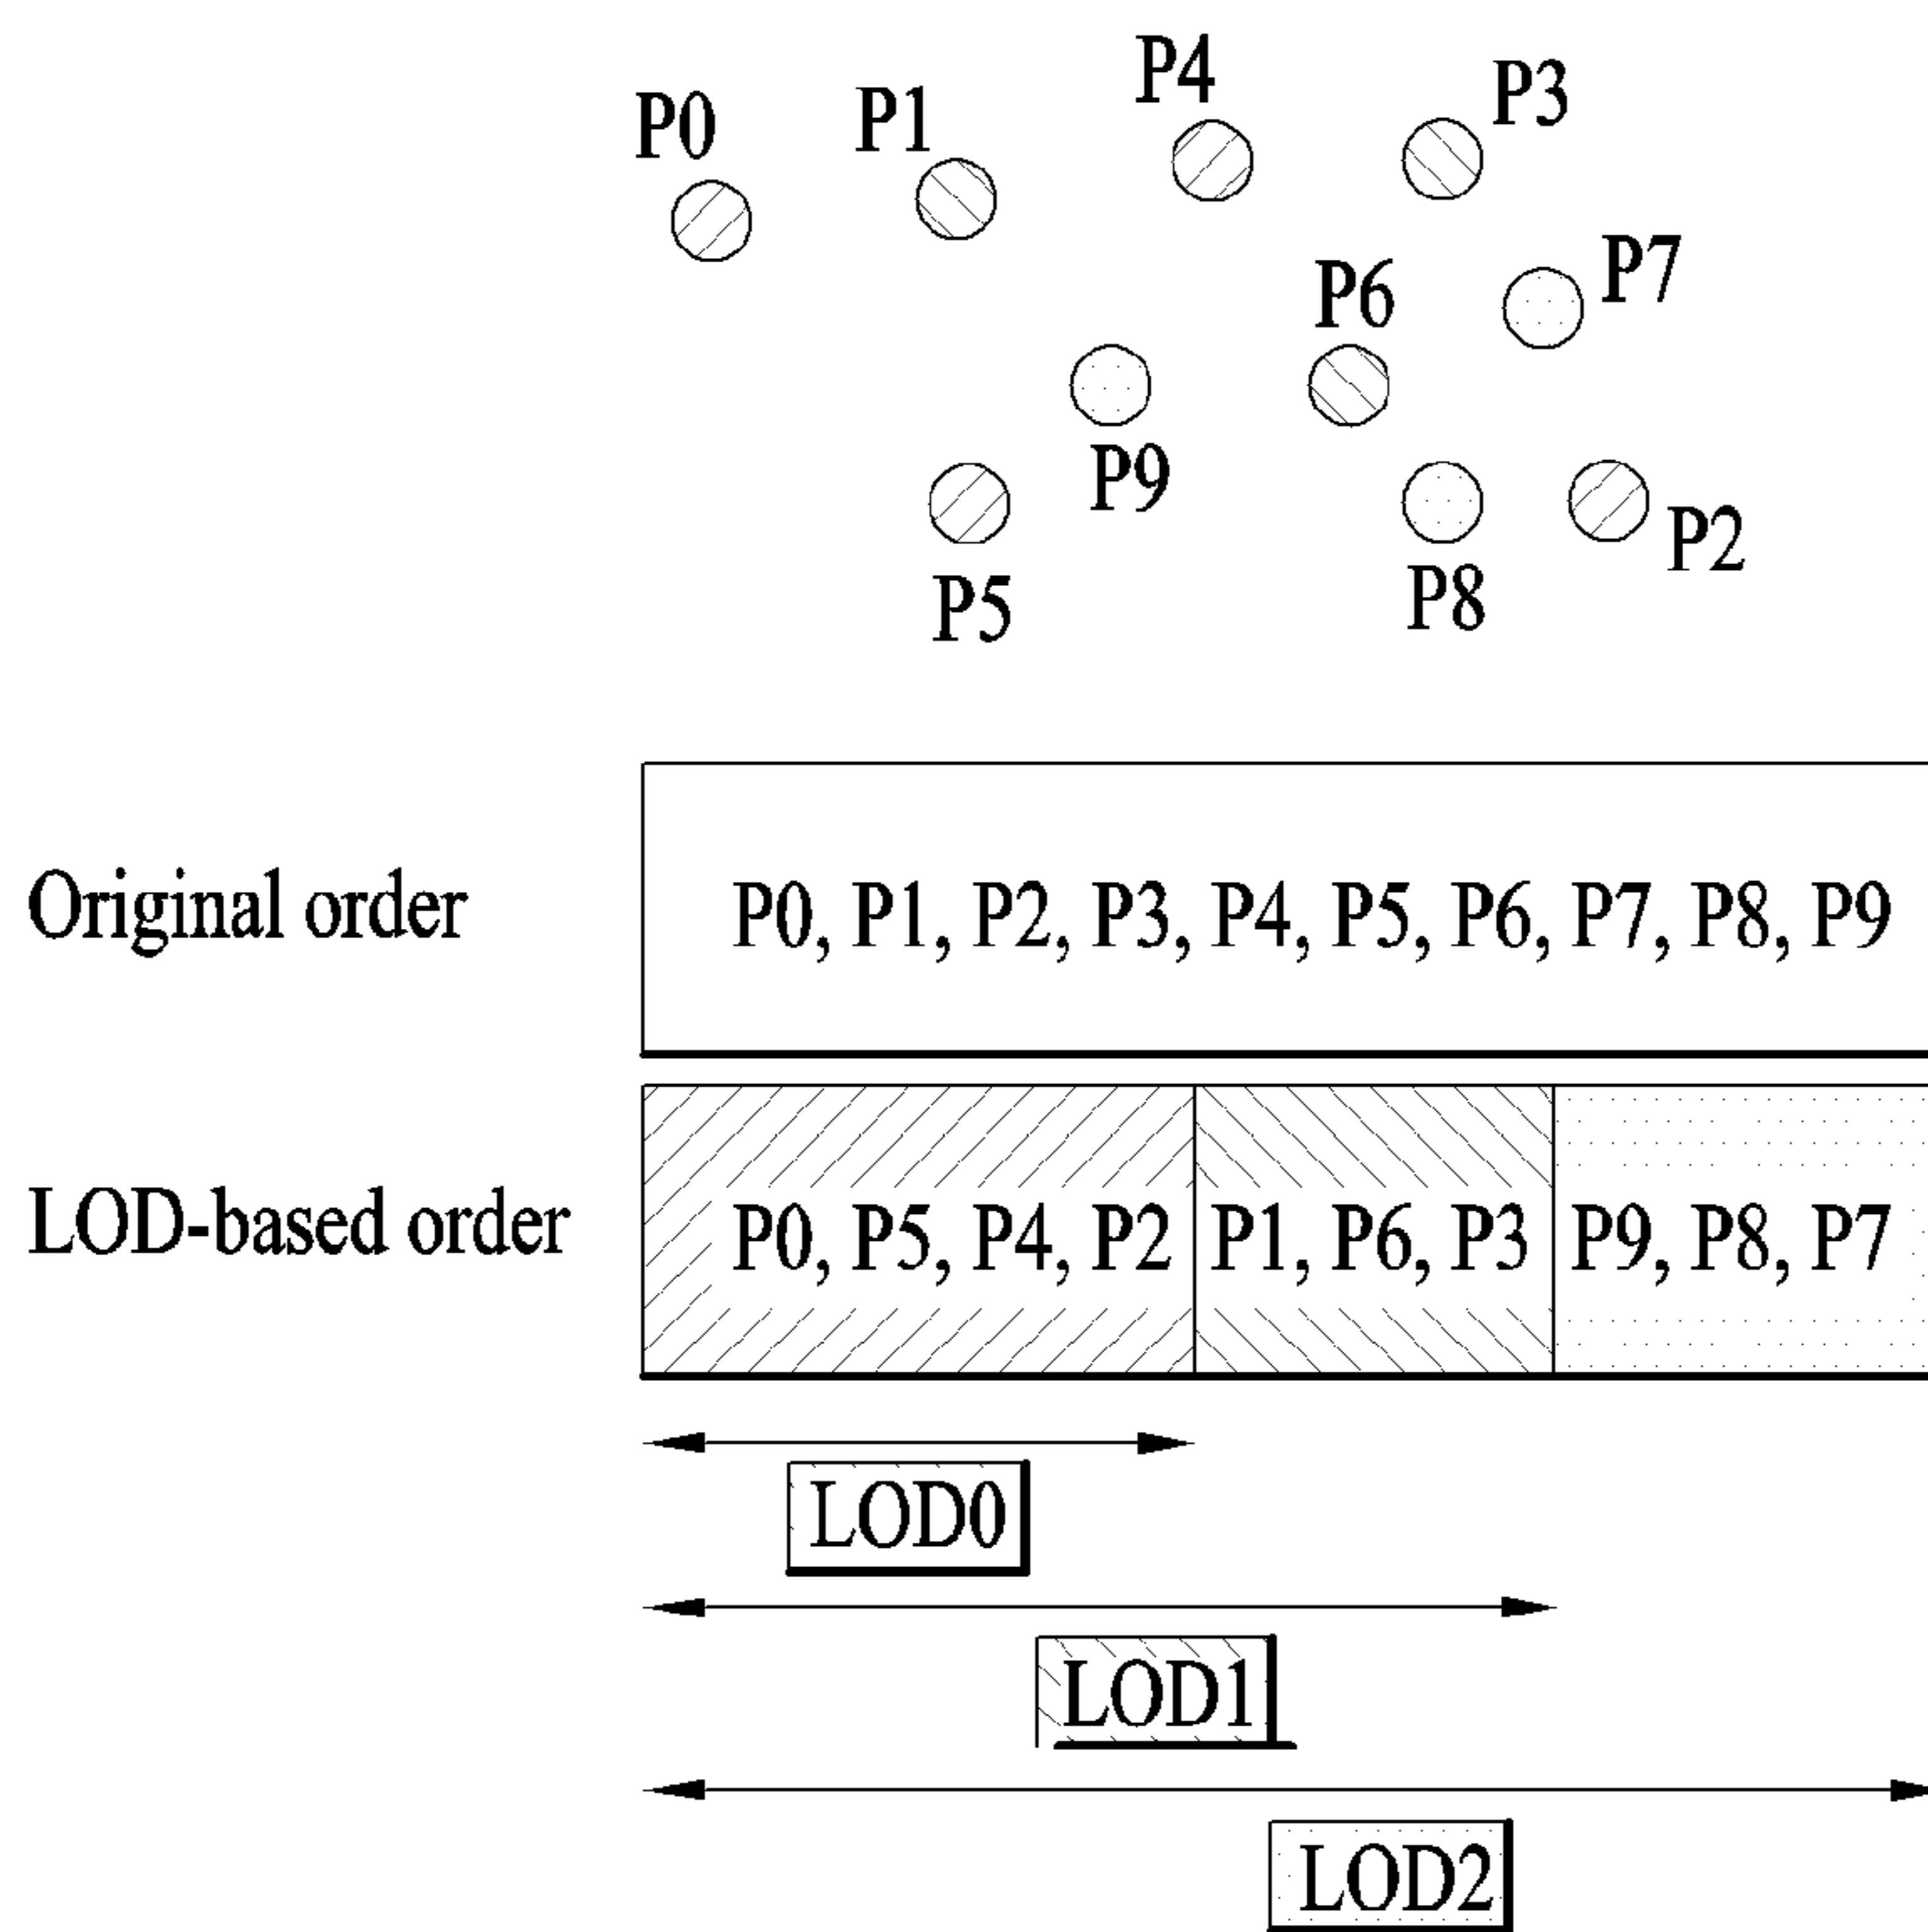 P4
P3
P0
P1
P7
P6
P9
P2
P5
P8
Original order
P0, P1, P2, P3, P4, P5, P6, P7, P8, P9
LOD-based order
P0, P5, P4, P2
P1, P6, P3
P9, P8, P7
LOD0
LOD1
LOD2